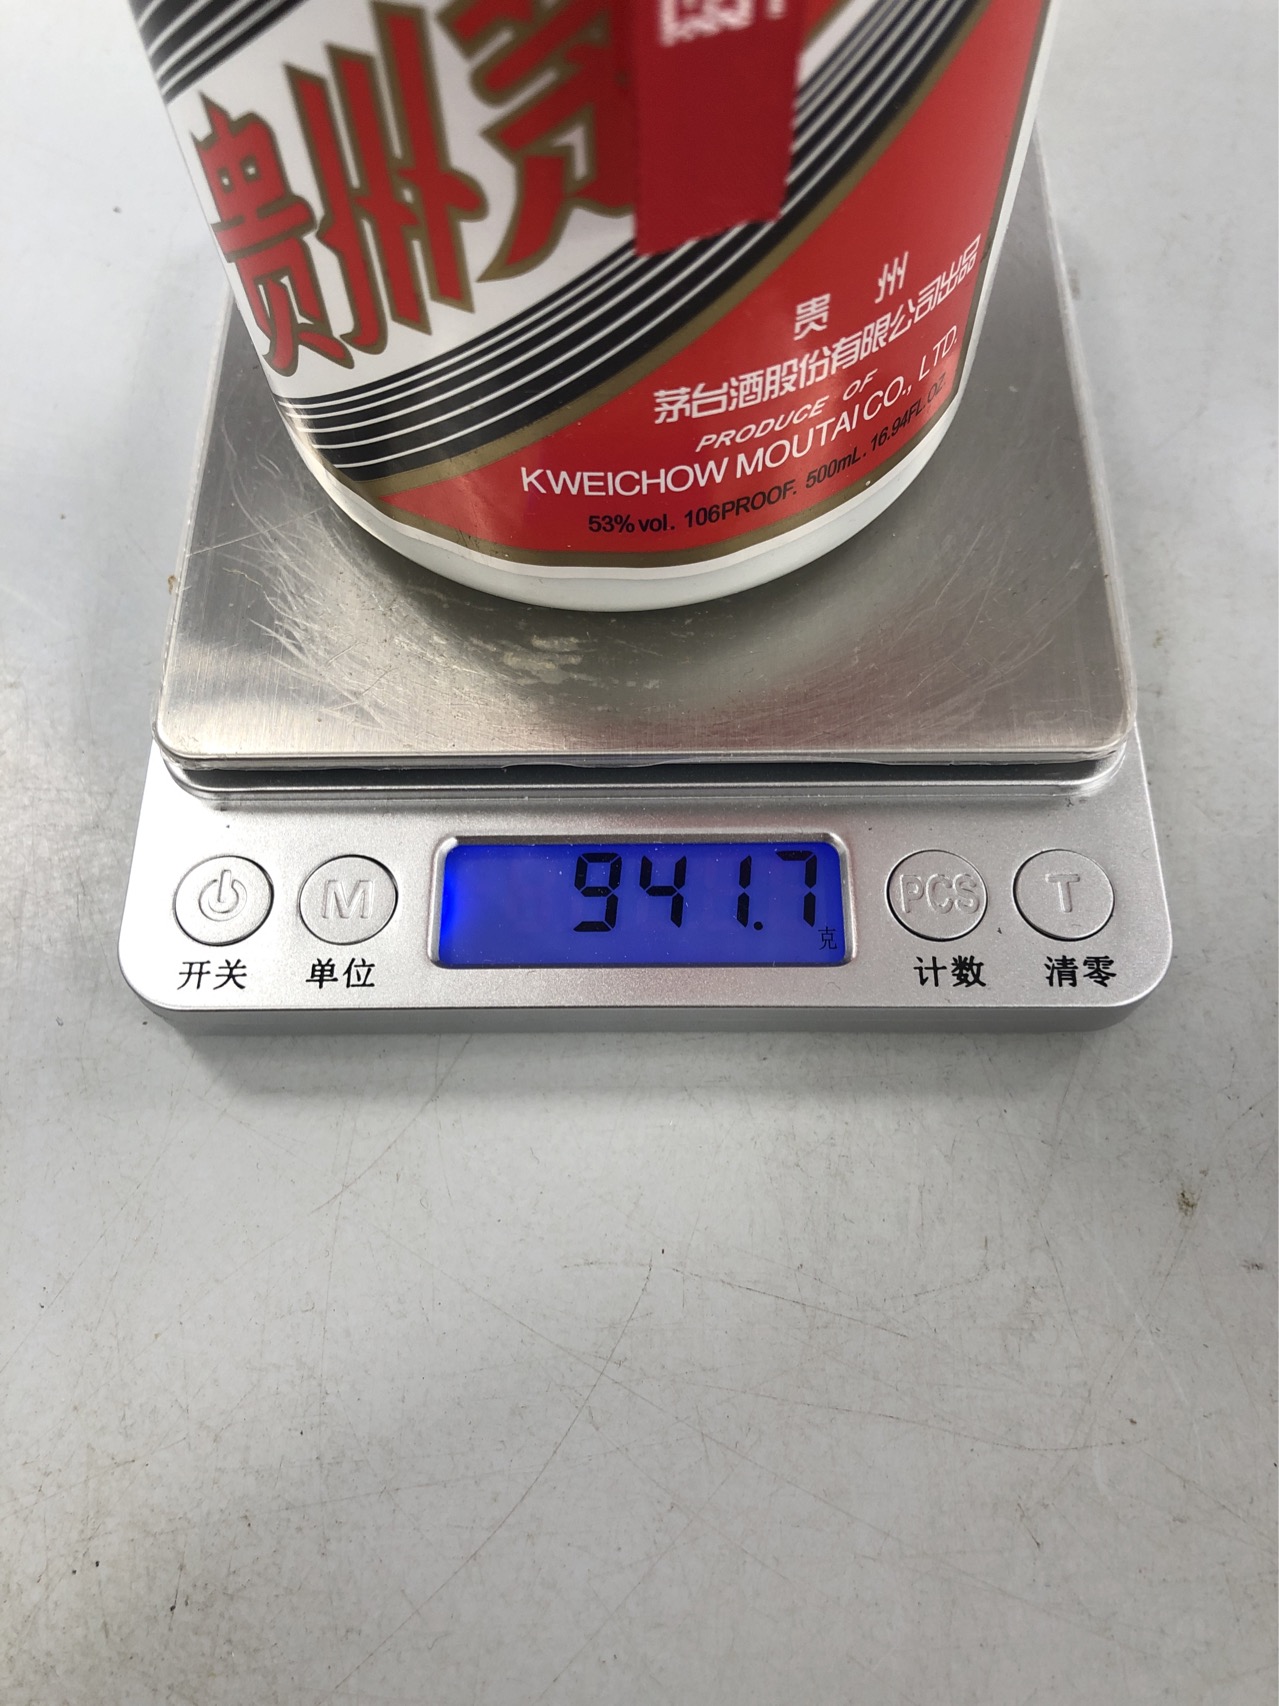 贵州
贵州
茅台酒股份有限公司出品
PRODUCE OF
KWEICHOW MOUTAI CO., LTD.
53% vol. 106PROOF. 500mL. 16.94FL. OZ.
941.7
克
M
PCS
T
开关
单位
计数
清零